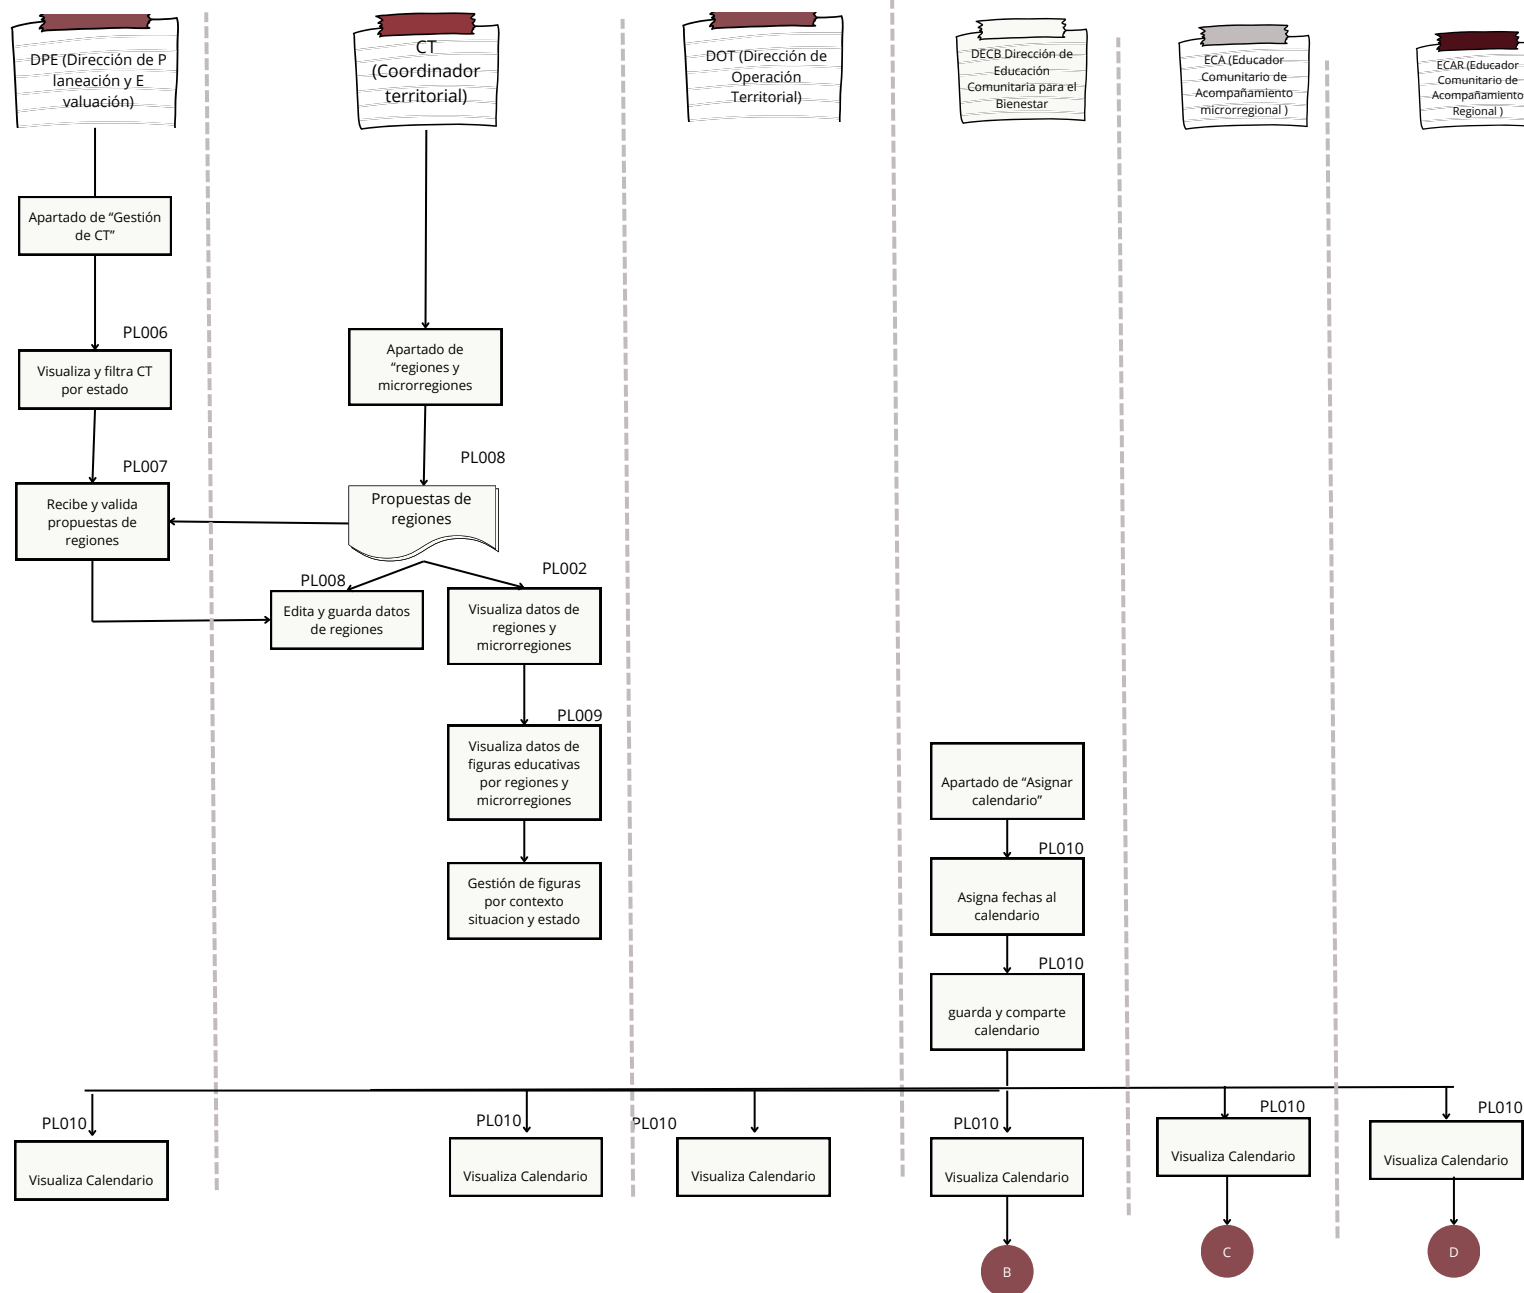 DPE (Dirección de P
laneación y E
valuación)
CT
(Coordinador
territorial)
DOT (Dirección de
Operación
Territorial)
DECB Dirección de
Educación
Comunitaria para el
Bienestar
ECA (Educador
Comunitario de
Acompañamiento
microrregional )
ECAR (Educador
Comunitario de
Acompañamiento
Regional )
Apartado de “Gestión
de CT”
PL006
Visualiza y filtra CT
por estado
Apartado de
“regiones y
microrregiones
PL007
Recibe y valida
propuestas de
regiones
PL008
Propuestas de
regiones
PL008
Edita y guarda datos
de regiones
PL002
Visualiza datos de
regiones y
microrregiones
PL009
Visualiza datos de
figuras educativas
por regiones y
microrregiones
Gestión de figuras
por contexto
situacion y estado
Apartado de “Asignar
calendario”
PL010
Asigna fechas al
calendario
PL010
guarda y comparte
calendario
PL010
Visualiza Calendario
PL010
Visualiza Calendario
PL010
Visualiza Calendario
PL010
Visualiza Calendario
PL010
Visualiza Calendario
PL010
Visualiza Calendario
B
C
D